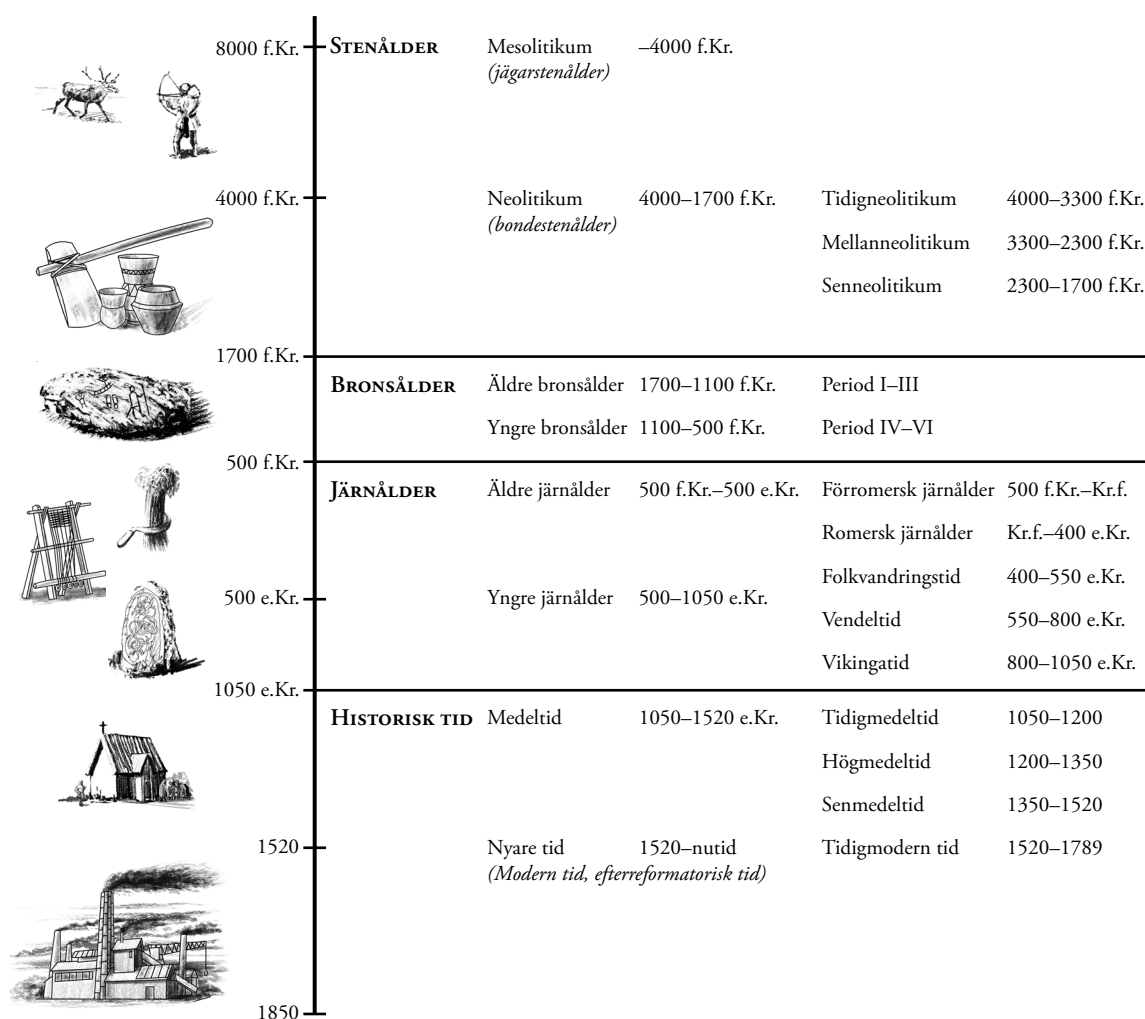 8000 f.Kr. STENÅLDER Mesolitikum –4000 f.Kr.
(jägarstenålder)
4000 f.Kr. Neolitikum 4000–1700 f.Kr. Tidigneolitikum 4000–3300 f.Kr.
(bondestenålder)
Mellanneolitikum 3300–2300 f.Kr.
Senneolitikum 2300–1700 f.Kr.
1700 f.Kr.
BRONSÅLDER Äldre bronsålder 1700–1100 f.Kr. Period I–III
Yngre bronsålder 1100–500 f.Kr. Period IV–VI
500 f.Kr.
JÄRNÅLDER Äldre järnålder 500 f.Kr.–500 e.Kr. Förromersk järnålder 500 f.Kr.–Kr.f.
Romersk järnålder Kr.f.–400 e.Kr.
Folkvandringstid 400–550 e.Kr.
500 e.Kr. Yngre järnålder 500–1050 e.Kr.
Vendeltid 550–800 e.Kr.
Vikingatid 800–1050 e.Kr.
1050 e.Kr.
HISTORISK TID Medeltid 1050–1520 e.Kr. Tidigmedeltid 1050–1200
Högmedeltid 1200–1350
Senmedeltid 1350–1520
1520 Nyare tid 1520–nutid Tidigmodern tid 1520–1789
(Modern tid, efterreformatorisk tid)
1850